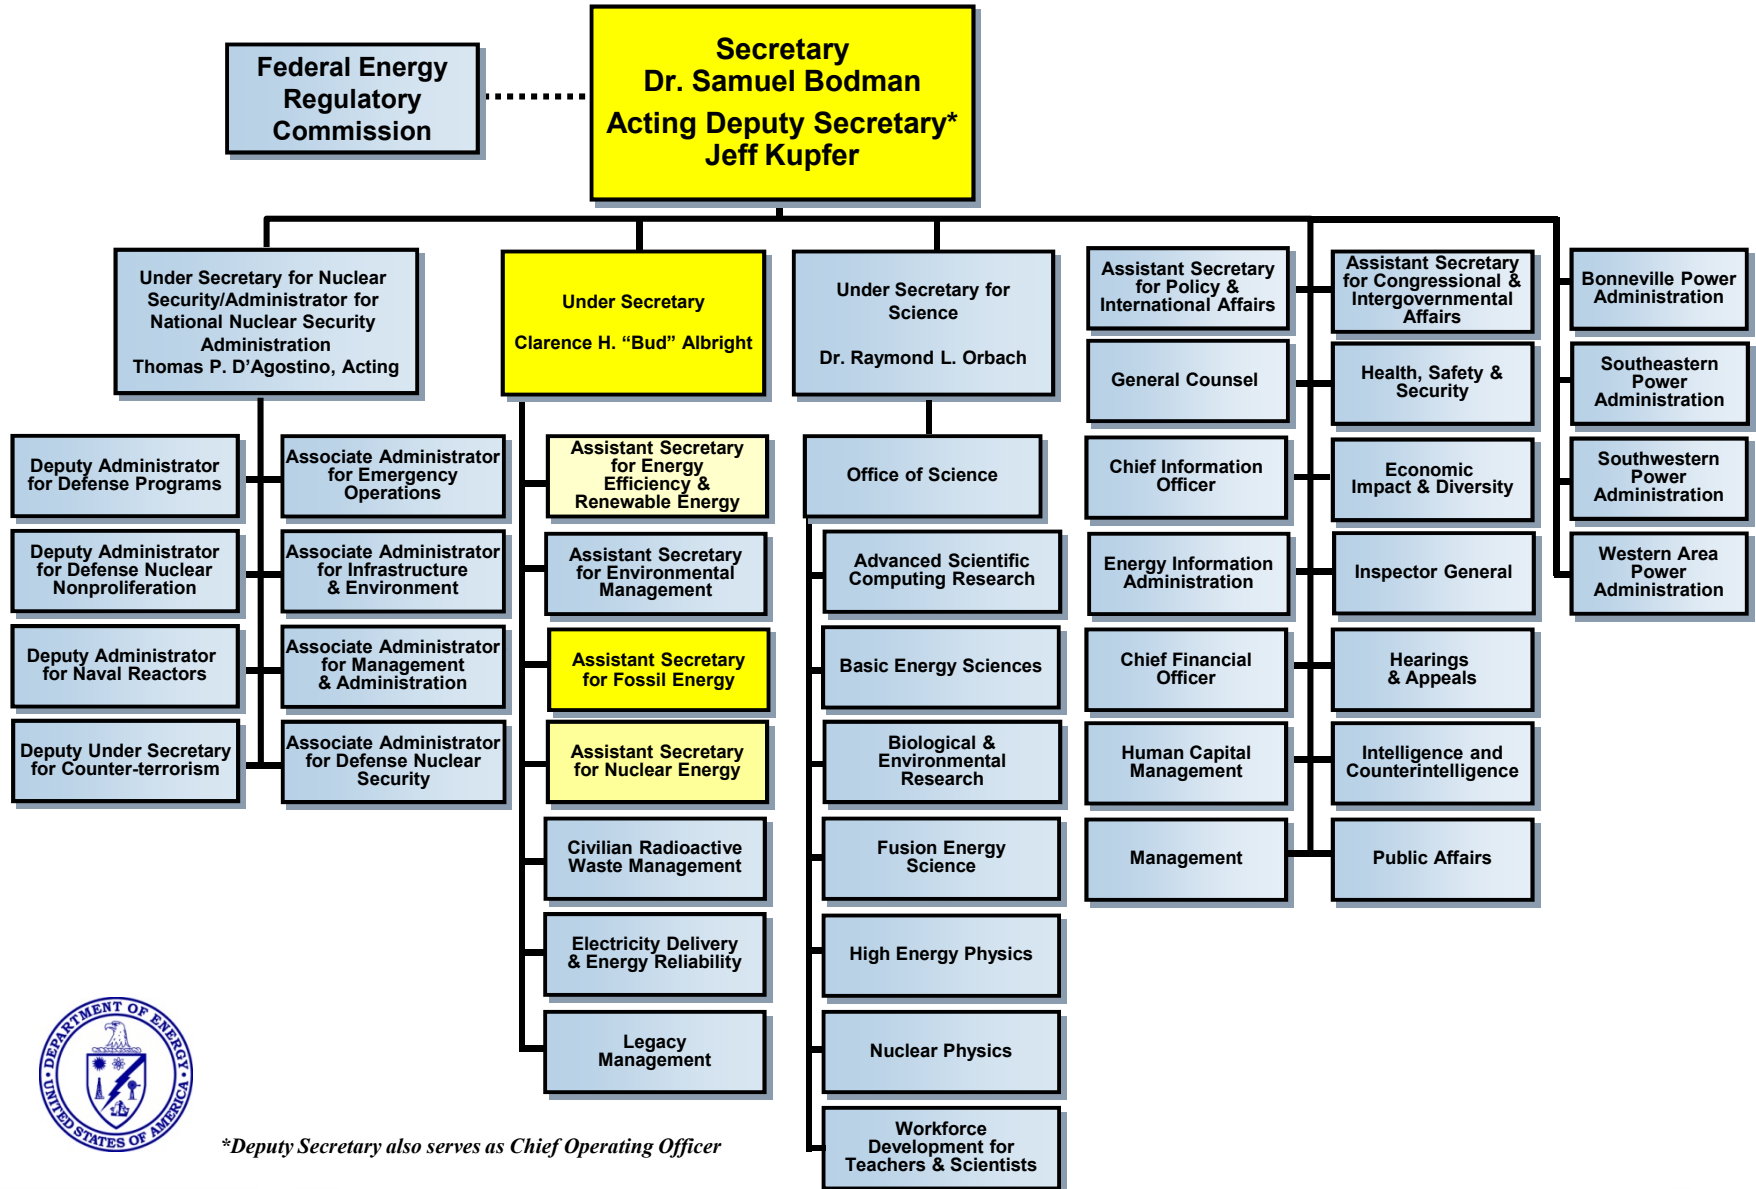 Federal Energy
Regulatory
Commission
Secretary
Dr. Samuel Bodman
Acting Deputy Secretary*
Jeff Kupfer
Under Secretary for Nuclear
Security/Administrator for
National Nuclear Security
Administration
Thomas P. D'Agostino, Acting
Under Secretary
Clarence H. “Bud” Albright
Under Secretary for
Science
Dr. Raymond L. Orbach
Assistant Secretary
for Policy &
International Affairs
Assistant Secretary
for Congressional &
Intergovernmental
Affairs
Bonneville Power
Administration
General Counsel
Health, Safety &
Security
Southeastern
Power
Administration
Chief Information
Officer
Economic
Impact & Diversity
Southwestern
Power
Administration
Energy Information
Administration
Inspector General
Western Area
Power
Administration
Chief Financial
Officer
Hearings
& Appeals
Human Capital
Management
Intelligence and
Counterintelligence
Management
Public Affairs
Deputy Administrator
for Defense Programs
Associate Administrator
for Emergency
Operations
Deputy Administrator
for Defense Nuclear
Nonproliferation
Associate Administrator
for Infrastructure
& Environment
Deputy Administrator
for Naval Reactors
Associate Administrator
for Management
& Administration
Deputy Under Secretary
for Counter-terrorism
Associate Administrator
for Defense Nuclear
Security
Assistant Secretary
for Energy
Efficiency &
Renewable Energy
Assistant Secretary
for Environmental
Management
Assistant Secretary
for Fossil Energy
Assistant Secretary
for Nuclear Energy
Civilian Radioactive
Waste Management
Electricity Delivery
& Energy Reliability
Legacy
Management
Office of Science
Advanced Scientific
Computing Research
Basic Energy Sciences
Biological &
Environmental
Research
Fusion Energy
Science
High Energy Physics
Nuclear Physics
Workforce
Development for
Teachers & Scientists
DEPARTMENT OF ENERGY
UNITED STATES OF AMERICA
*Deputy Secretary also serves as Chief Operating Officer